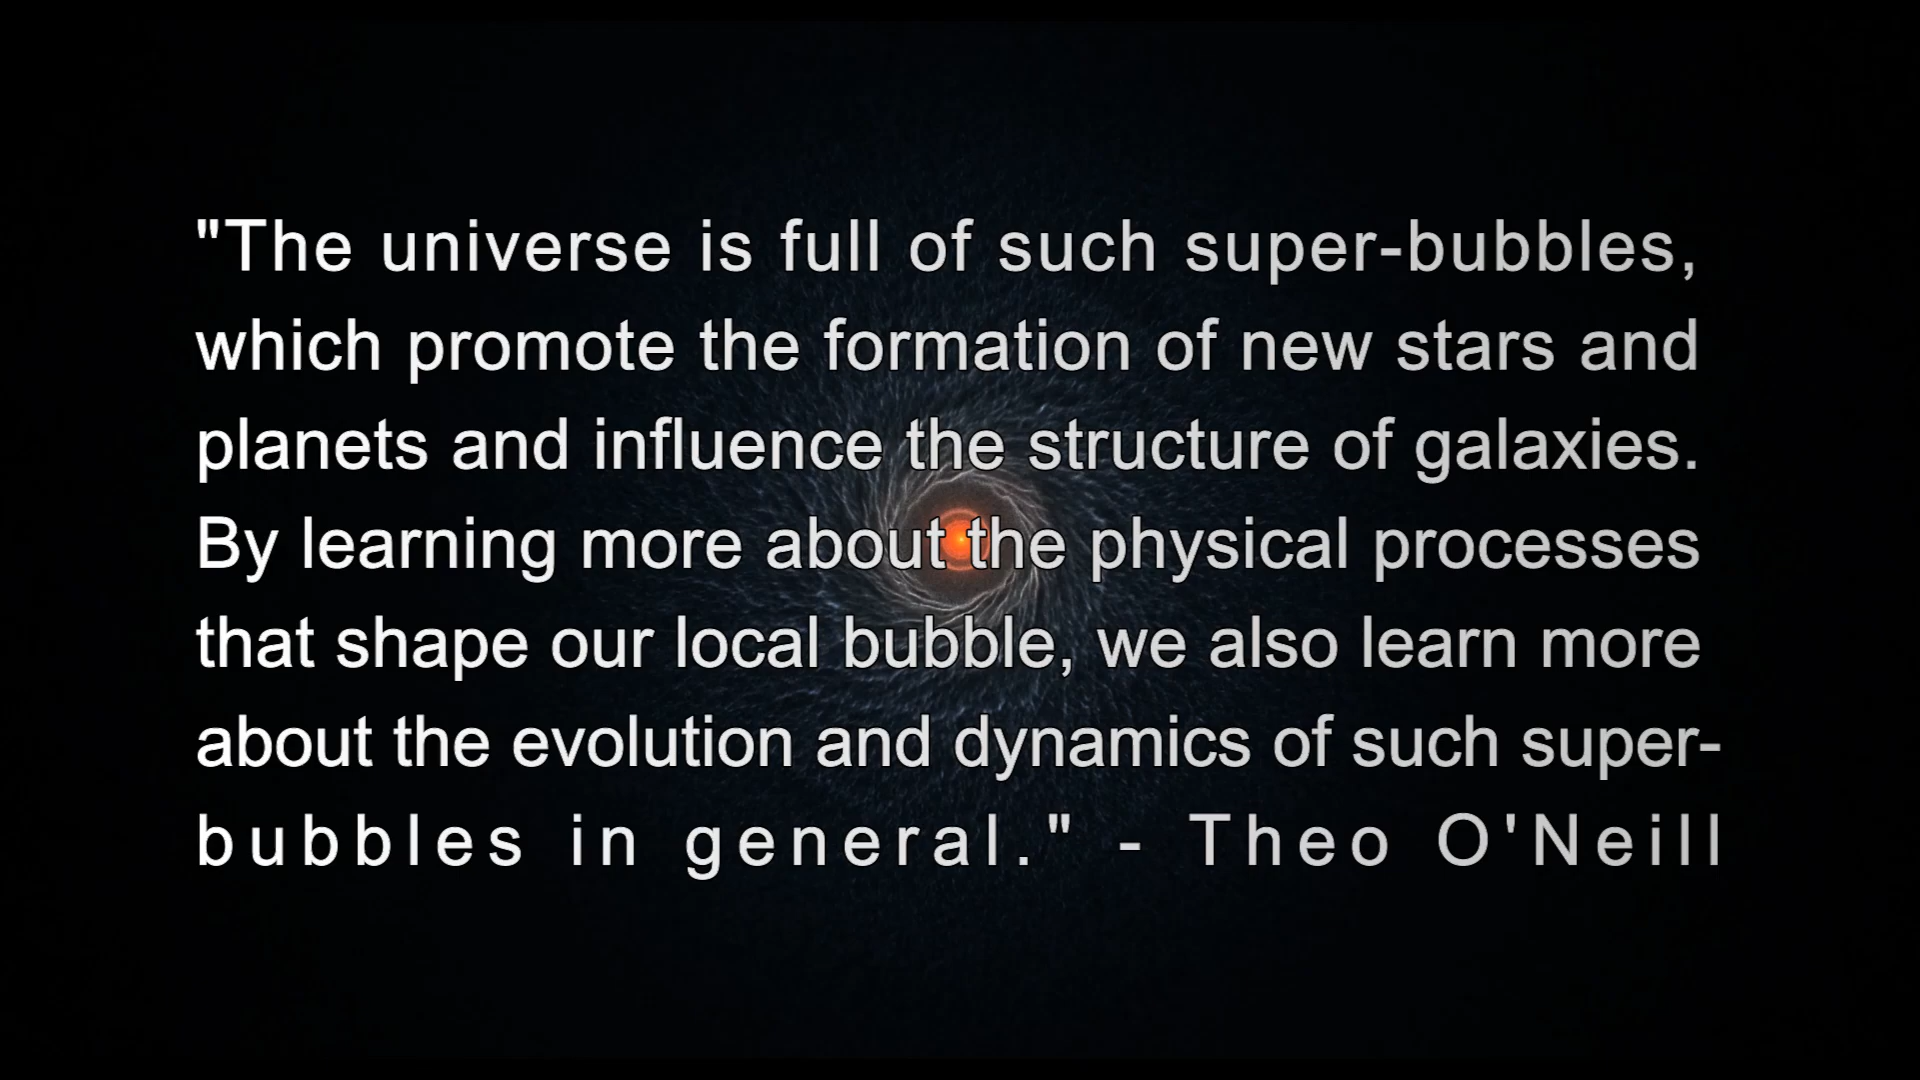 "The universe is full of such super-bubbles,
which promote the formation of new stars and
planets and influence the structure of galaxies.
By learning more about the physical processes
that shape our local bubble, we also learn more
about the evolution and dynamics of such super-
bubbles in general." - Theo O'Neill